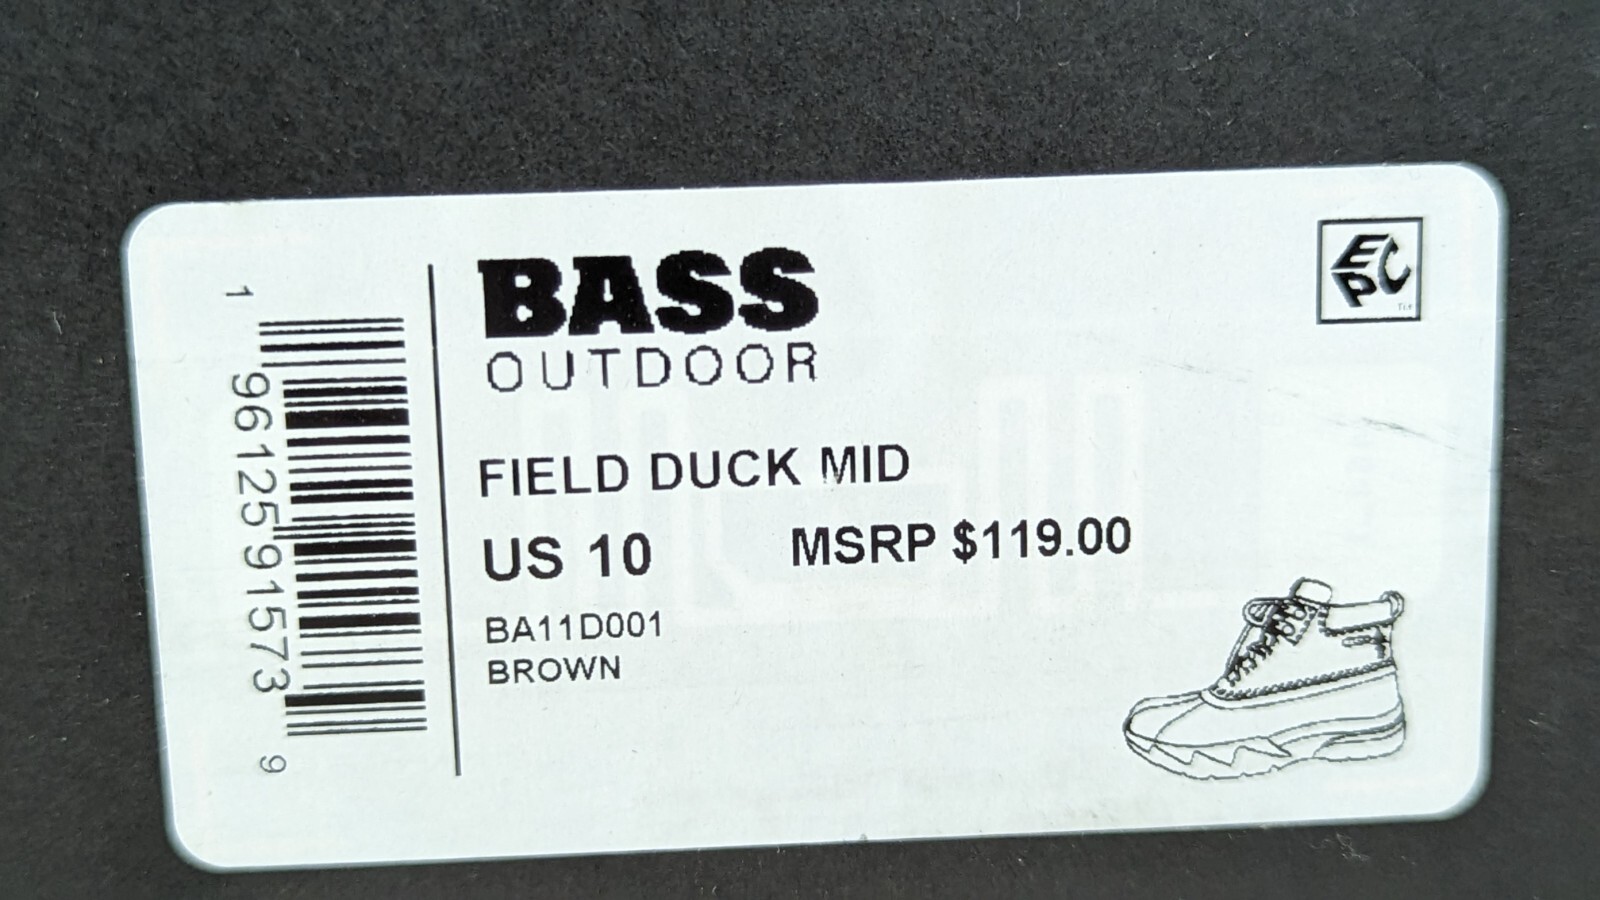 BASS
OUTDOOR
EPC
FIELD DUCK MID
US 10 MSRP $119.00
BA11D001
BROWN
1 96125 91573 9